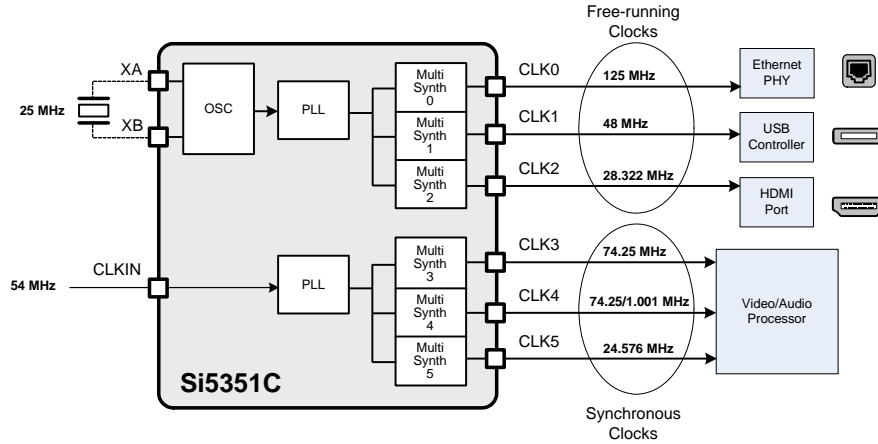 Free-running
Clocks
XA
25 MHz
XB
OSC
PLL
Multi
Synth
0
Multi
Synth
1
Multi
Synth
2
CLK0
125 MHz
Ethernet
PHY
CLK1
48 MHz
USB
Controller
CLK2
28.322 MHz
HDMI
Port
CLKIN
54 MHz
PLL
Multi
Synth
3
Multi
Synth
4
Multi
Synth
5
CLK3
74.25 MHz
CLK4
74.25/1.001 MHz
CLK5
24.576 MHz
Video/Audio
Processor
Si5351C
Synchronous
Clocks